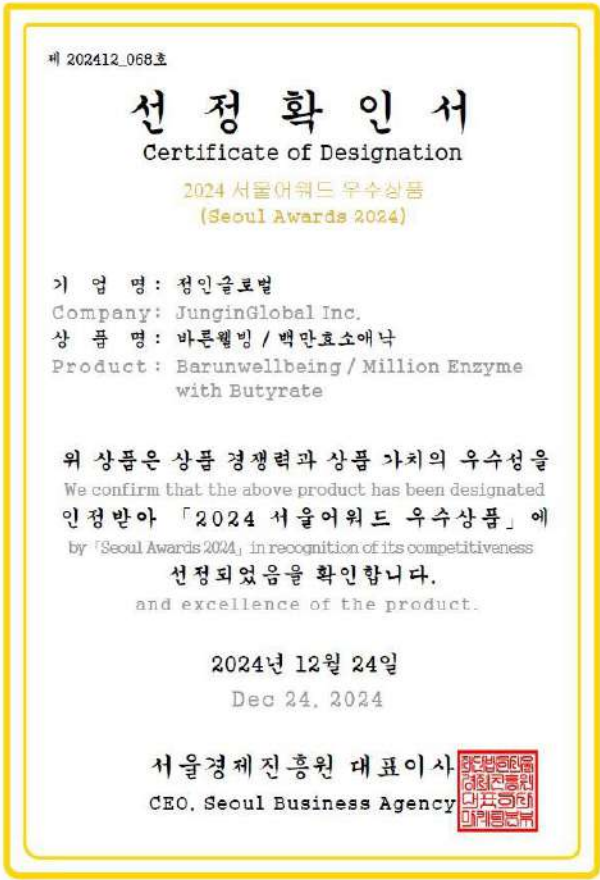 제 202412_068호
선정확인서
Certificate of Designation
2024 서울어워드 우수상품
(Seoul Awards 2024)
기 업 명 : 정인글로벌
Company : JunginGlobal Inc.
상 품 명 : 바른웰빙 / 백만효소애낙
Product : Barunwellbeing / Million Enzyme
with Butyrate
위 상품은 상품 경쟁력과 상품 가치의 우수성을
We confirm that the above product has been designated
인정받아 「2024 서울어워드 우수상품」에
by 「Seoul Awards 2024」 in recognition of its competitiveness
선정되었음을 확인합니다.
and excellence of the product.
2024년 12월 24일
Dec 24, 2024
서울경제진흥원 대표이사
CEO, Seoul Business Agency